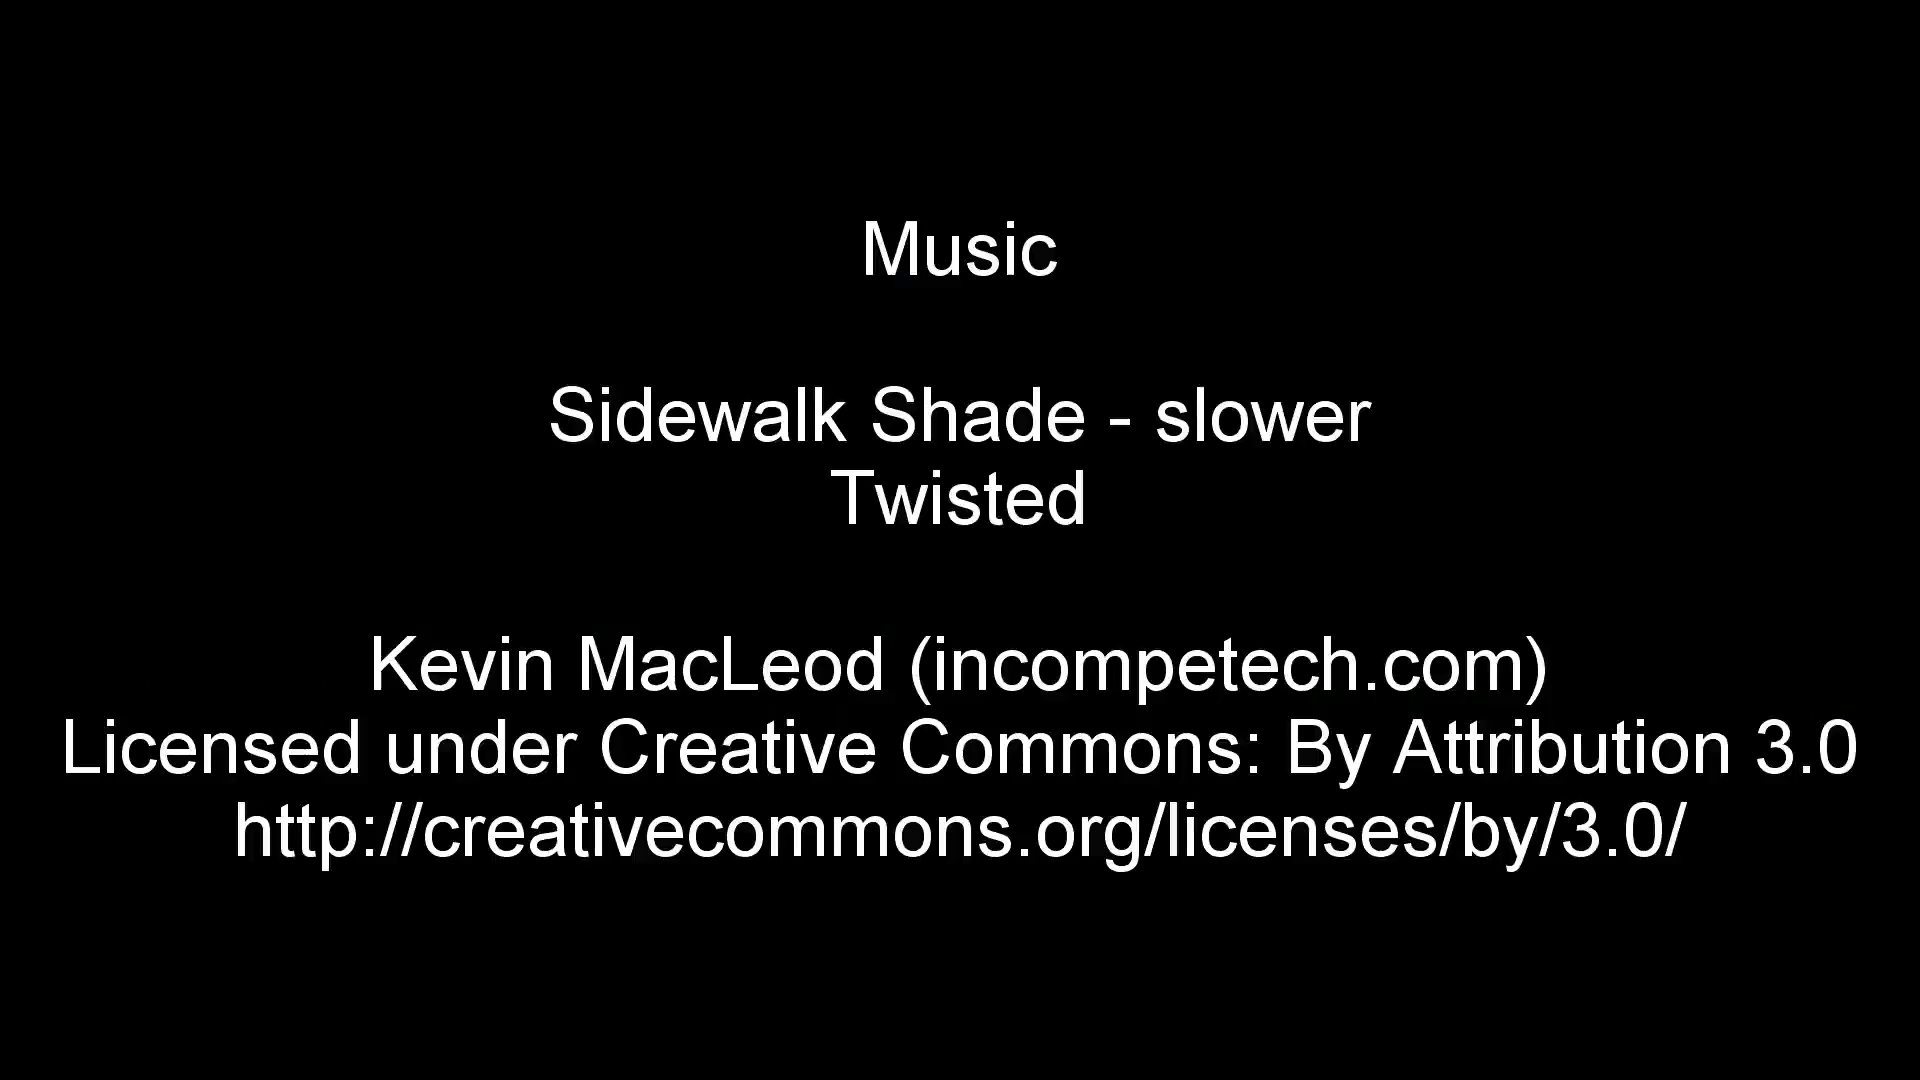 Music
Sidewalk Shade - slower
Twisted
Kevin MacLeod (incompetech.com)
Licensed under Creative Commons: By Attribution 3.0
http://creativecommons.org/licenses/by/3.0/